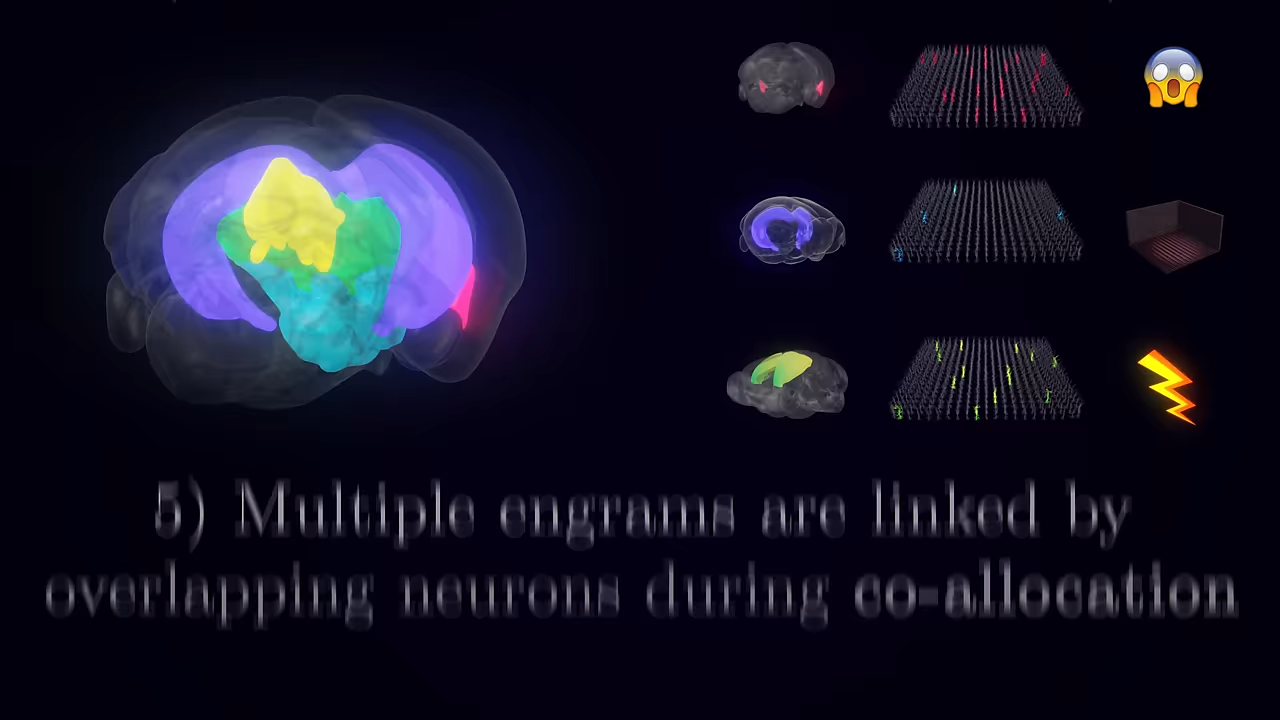 5) Multiple engrams are linked by
overlapping neurons during co-allocation